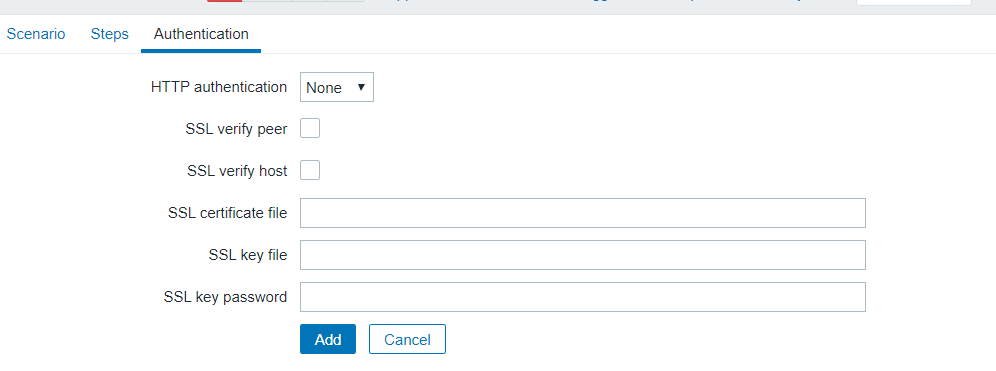 Scenario Steps Authentication
HTTP authentication None
SSL verify peer
SSL verify host
SSL certificate file
SSL key file
SSL key password
Add Cancel